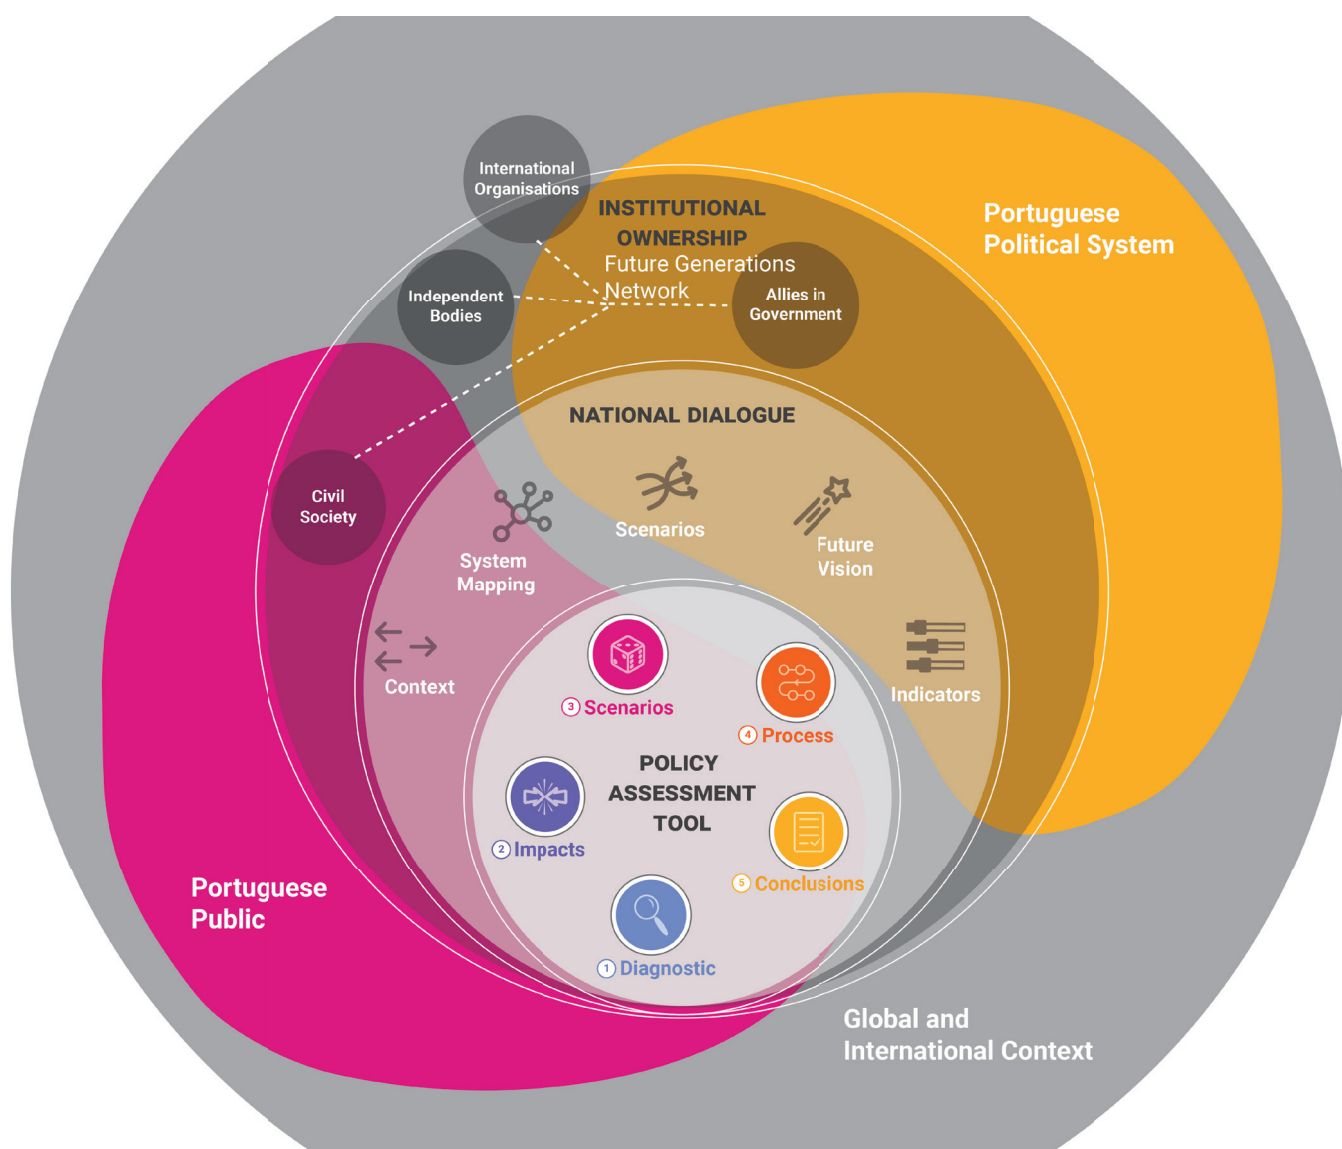 International
Organisations
INSTITUTIONAL
OWNERSHIP
Future Generations
Network
Portuguese
Political System
Independent
Bodies
Allies in
Government
NATIONAL DIALOGUE
Civil
Society
System
Mapping
Scenarios
Future
Vision
Context
Indicators
3 Scenarios
4 Process
POLICY
ASSESSMENT
TOOL
2 Impacts
5 Conclusions
1 Diagnostic
Portuguese
Public
Global and
International Context